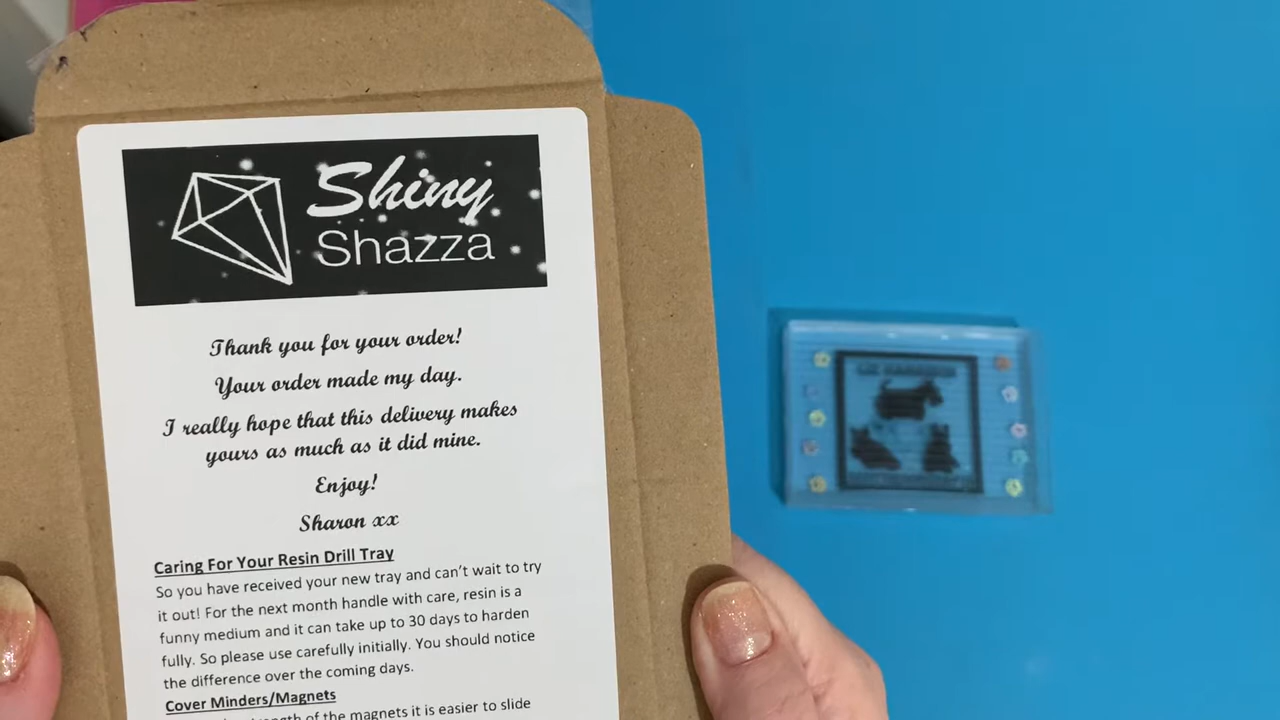 Shiny
Shazza
Thank you for your order!
Your order made my day.
I really hope that this delivery makes
yours as much as it did mine.
Enjoy!
Sharon xx
Caring For Your Resin Drill Tray
So you have received your new tray and can't wait to try
it out! For the next month handle with care, resin is a
funny medium and it can take up to 30 days to harden
fully. So please use carefully initially. You should notice
the difference over the coming days.
Cover Minders/Magnets
of the magnets it is easier to slide